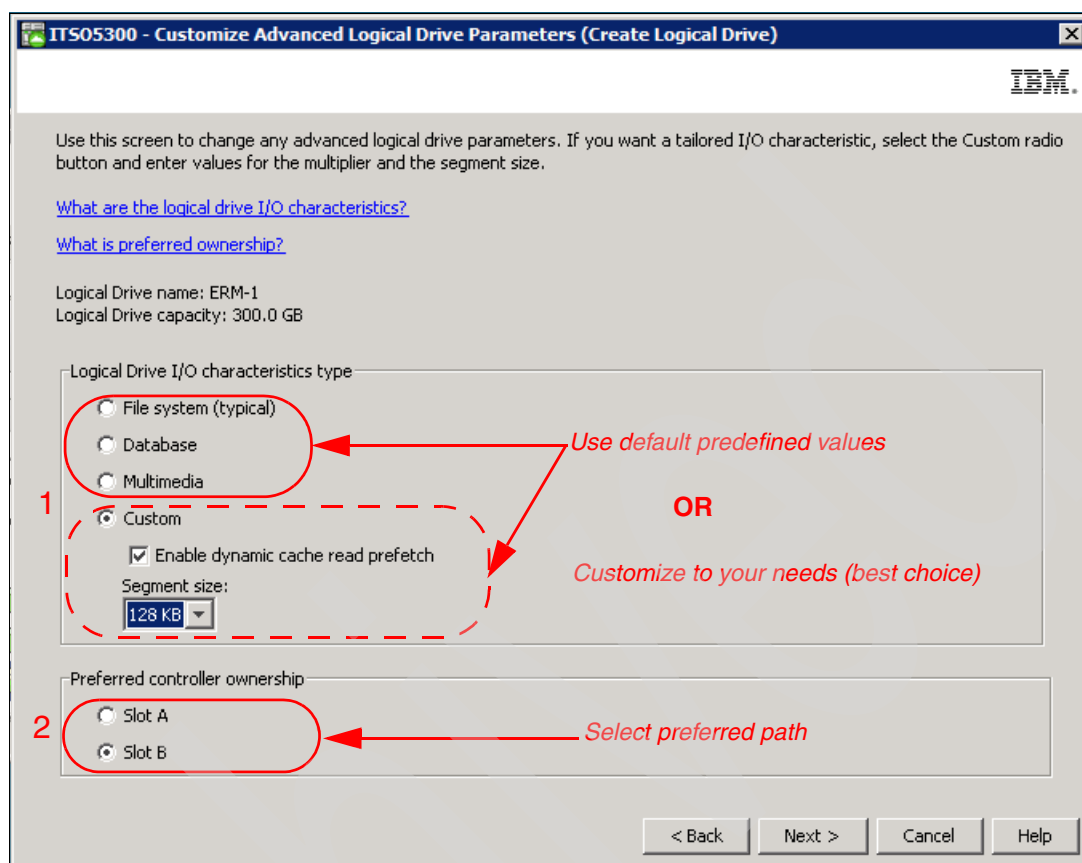 ITSO5300 - Customize Advanced Logical Drive Parameters (Create Logical Drive)
IBM.
Use this screen to change any advanced logical drive parameters. If you want a tailored I/O characteristic, select the Custom radio
button and enter values for the multiplier and the segment size.
What are the logical drive I/O characteristics?
What is preferred ownership?
Logical Drive name: ERM-1
Logical Drive capacity: 300.0 GB
Logical Drive I/O characteristics type
File system (typical)
Database
Use default predefined values
Multimedia
1
OR
Custom
Enable dynamic cache read prefetch
Customize to your needs (best choice)
Segment size:
128 KB
Preferred controller ownership
Slot A
2
Select preferred path
Slot B
< Back
Next >
Cancel
Help